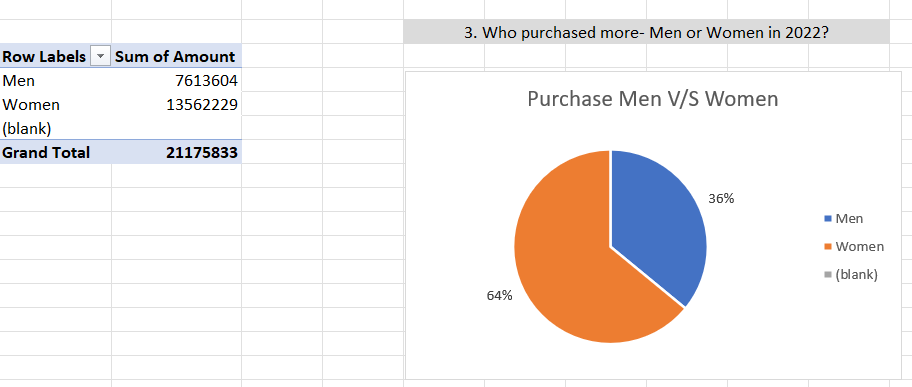 3. Who purchased more- Men or Women in 2022?
Row Labels Sum of Amount
Men 7613604
Women 13562229
(blank)
Grand Total 21175833
Purchase Men V/S Women
36%
64%
Men
Women
(blank)